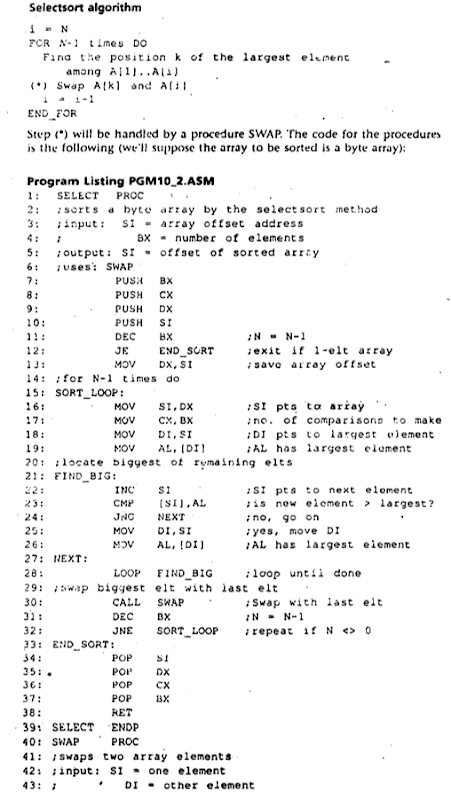 Selectsort algorithm
i = N
FOR N-1 times DO
Find the position k of the largest element
among A[1]..A[i]
(*) Swap A[k] and A[i]
i = i-1
END_FOR
Step (*) will be handled by a procedure SWAP. The code for the procedures
is the following (we'll suppose the array to be sorted is a byte array):
Program Listing PGM10_2.ASM
1: SELECT PROC
2: ;sorts a byte array by the selectsort method
3: ;input: SI = array offset address
4: ; BX = number of elements
5: ;output: SI = offset of sorted array
6: ;uses: SWAP
7: PUSH BX
8: PUSH CX
9: PUSH DX
10: PUSH SI
11: DEC BX ;N = N-1
12: JE END_SORT ;exit if 1-elt array
13: MOV DX,SI ;save array offset
14: ;for N-1 times do
15: SORT_LOOP:
16: MOV SI,DX ;SI pts to array
17: MOV CX,BX ;no. of comparisons to make
18: MOV DI,SI ;DI pts to largest element
19: MOV AL,[DI] ;AL has largest element
20: ;locate biggest of remaining elts
21: FIND_BIG:
22: INC SI ;SI pts to next element
23: CMP [SI],AL ;is new element > largest?
24: JNG NEXT ;no, go on
25: MOV DI,SI ;yes, move DI
26: MOV AL,[DI] ;AL has largest element
27: NEXT:
28: LOOP FIND_BIG ;loop until done
29: ;swap biggest elt with last elt
30: CALL SWAP ;Swap with last elt
31: DEC BX ;N = N-1
32: JNE SORT_LOOP ;repeat if N <> 0
33: END_SORT:
34: POP SI
35: POP DX
36: POP CX
37: POP BX
38: RET
39: SELECT ENDP
40: SWAP PROC
41: ;swaps two array elements
42: ;input: SI = one element
43: ; DI = other element